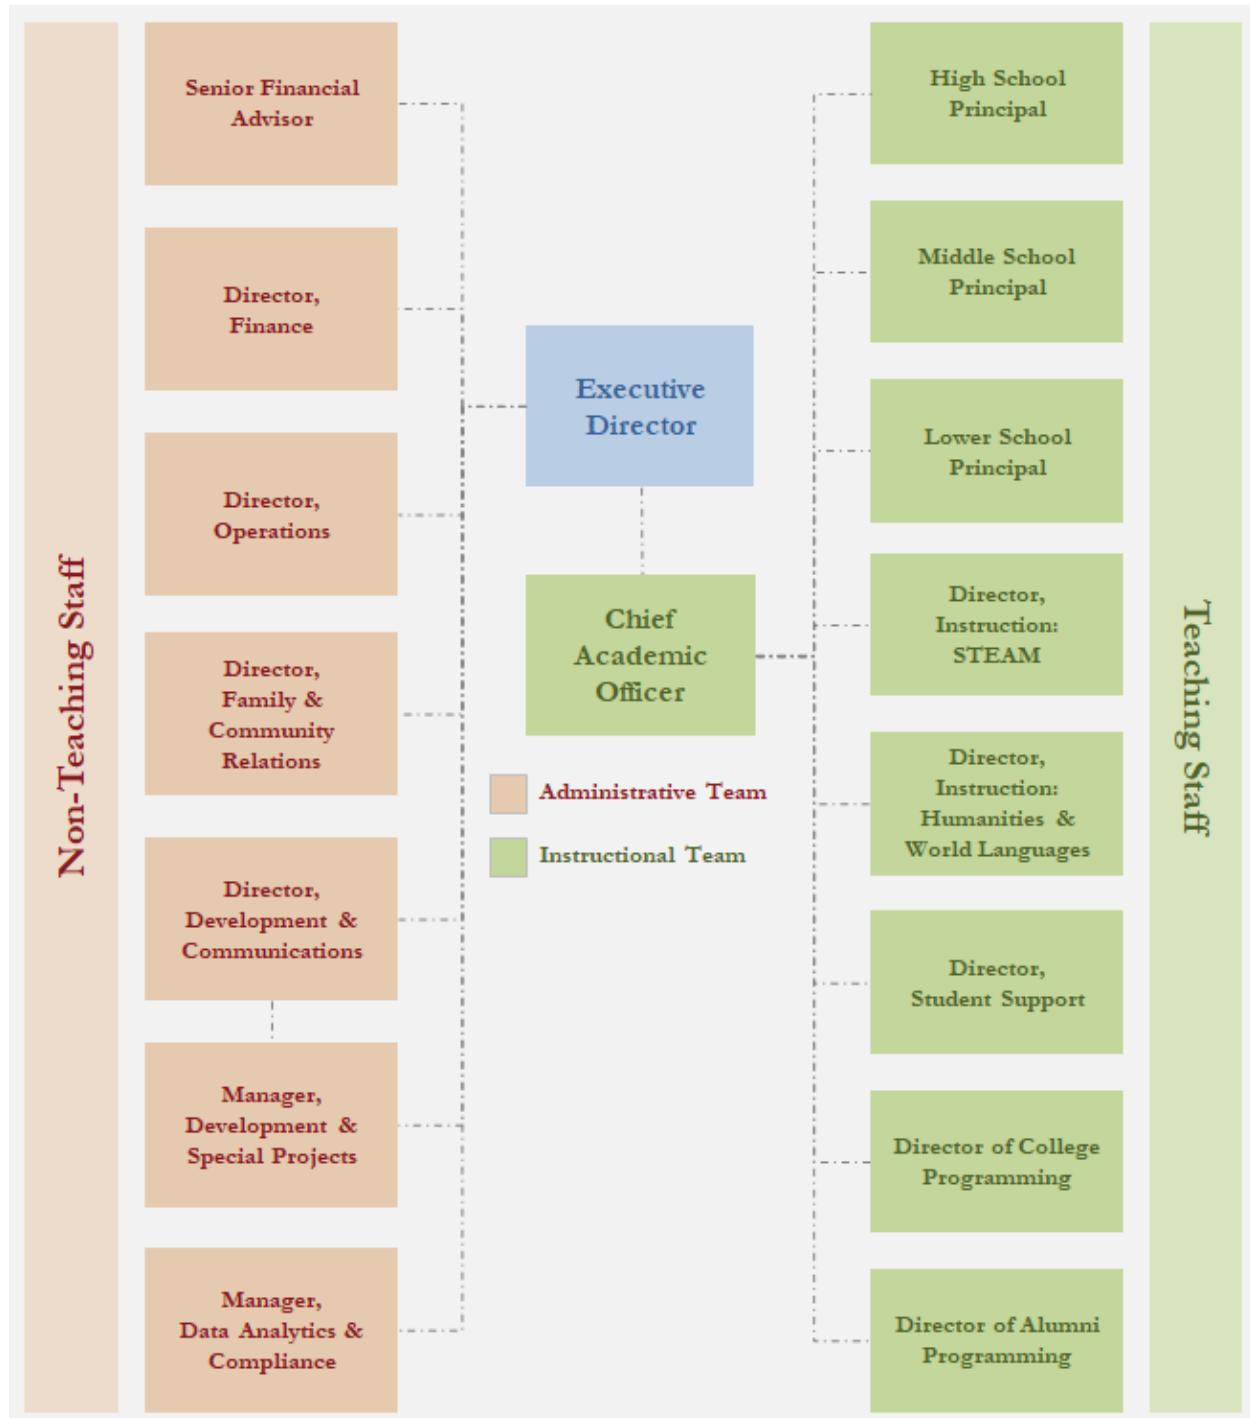 Non-Teaching Staff
Senior Financial
Advisor
Director,
Finance
Director,
Operations
Director,
Family &
Community
Relations
Director,
Development &
Communications
Manager,
Development &
Special Projects
Manager,
Data Analytics &
Compliance
Executive
Director
Chief
Academic
Officer
Administrative Team
Instructional Team
High School
Principal
Middle School
Principal
Lower School
Principal
Director,
Instruction:
STEAM
Director,
Instruction:
Humanities &
World Languages
Director,
Student Support
Director of College
Programming
Director of Alumni
Programming
Teaching Staff